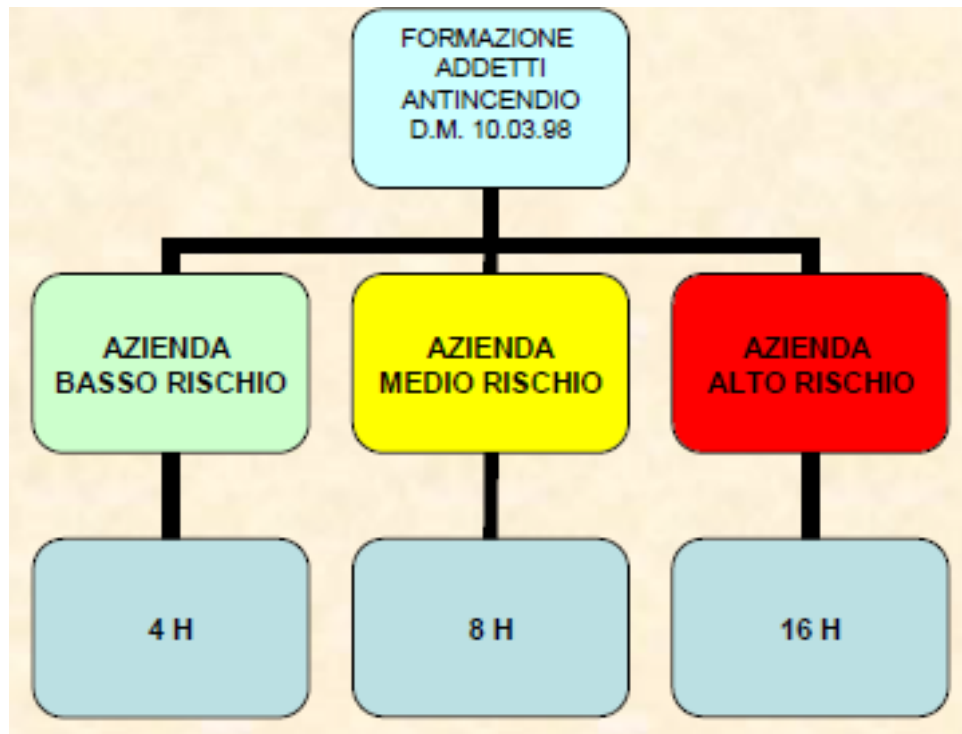 FORMAZIONE
ADDETTI
ANTINCENDIO
D.M. 10.03.98
AZIENDA
BASSO RISCHIO
AZIENDA
MEDIO RISCHIO
AZIENDA
ALTO RISCHIO
4 H
8 H
16 H